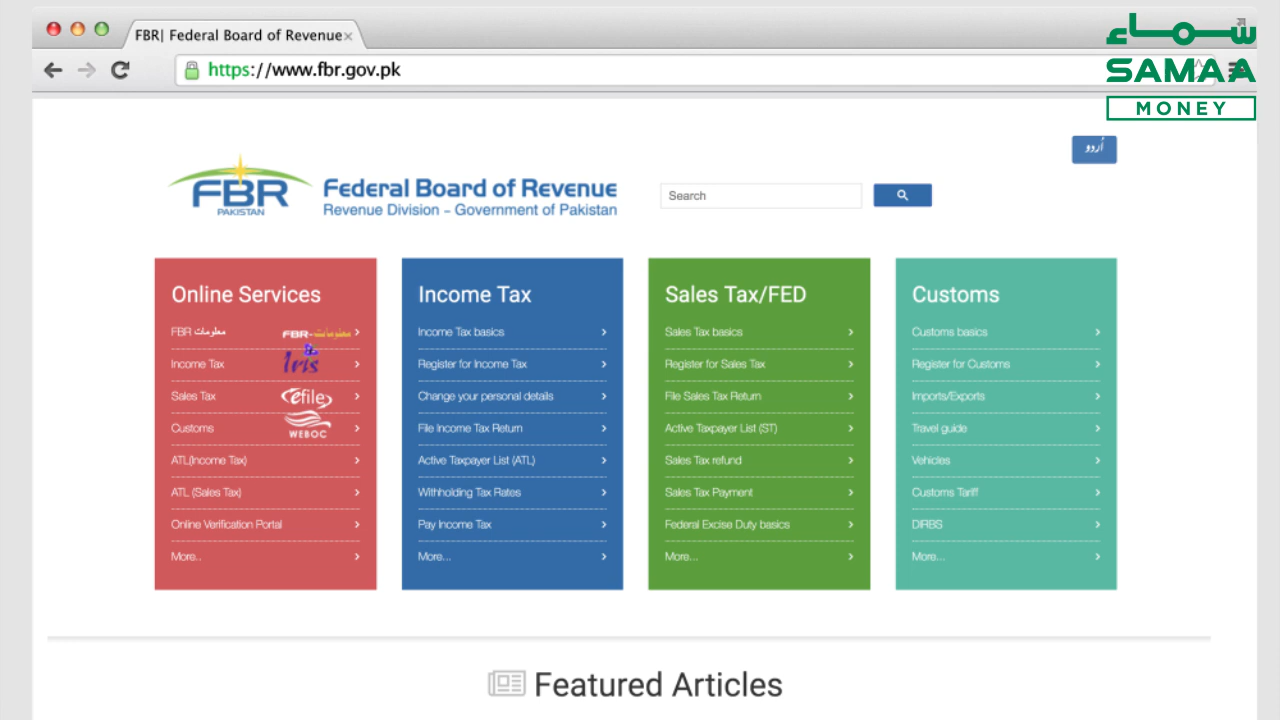 FBR| Federal Board of Revenue
https://www.fbr.gov.pk
سماء
SAMAA
MONEY
اُردو
FBR
PAKISTAN
Federal Board of Revenue
Revenue Division – Government of Pakistan
Search
Online Services
FBR معلومات
FBR-معلومات
&
Income Tax
Iris
Sales Tax
efile
Customs
WEBOC
ATL(Income Tax)
ATL (Sales Tax)
Online Verification Portal
More..
Income Tax
Income Tax basics
Register for Income Tax
Change your personal details
File Income Tax Return
Active Taxpayer List (ATL)
Withholding Tax Rates
Pay Income Tax
More...
Sales Tax/FED
Sales Tax basics
Register for Sales Tax
File Sales Tax Return
Active Taxpayer List (ST)
Sales Tax refund
Sales Tax Payment
Federal Excise Duty basics
More...
Customs
Customs basics
Register for Customs
Imports/Exports
Travel guide
Vehicles
Customs Tariff
DIRBS
More...
Featured Articles